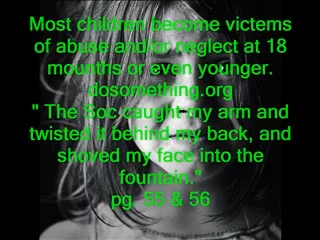 Most children become victems
of abuse and/or neglect at 18
mounths or even younger.
dosomething.org
" The Soc caught my arm and
twisted it behind my back, and
shoved my face into the
fountain."
pg. 55 & 56